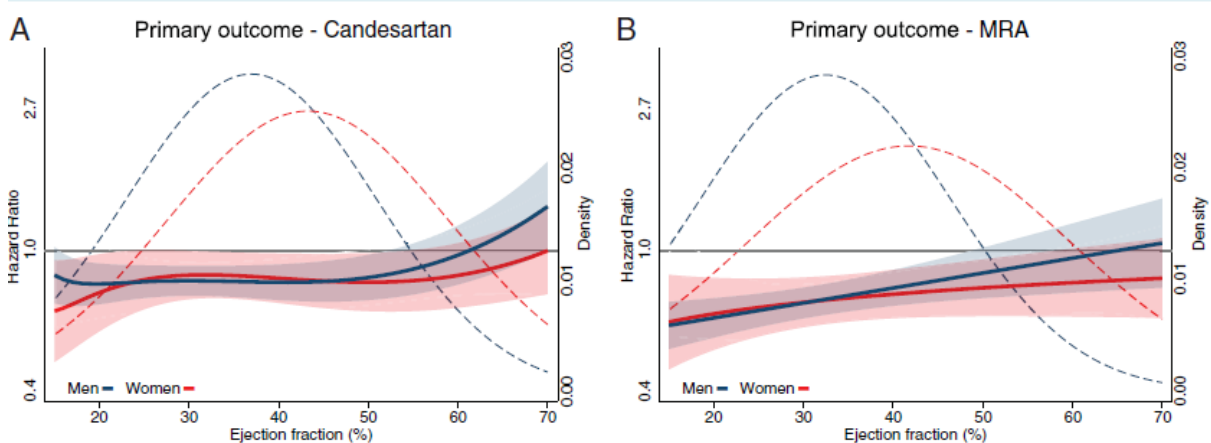 A
Primary outcome - Candesartan
2.7
1.0
0.4
Hazard Ratio
0.03
0.02
0.01
0.00
Density
Men
Women
20
30
40
50
60
70
Ejection fraction (%)
B
Primary outcome - MRA
2.7
1.0
0.4
Hazard Ratio
0.03
0.02
0.01
0.00
Density
Men
Women
20
30
40
50
60
70
Ejection fraction (%)